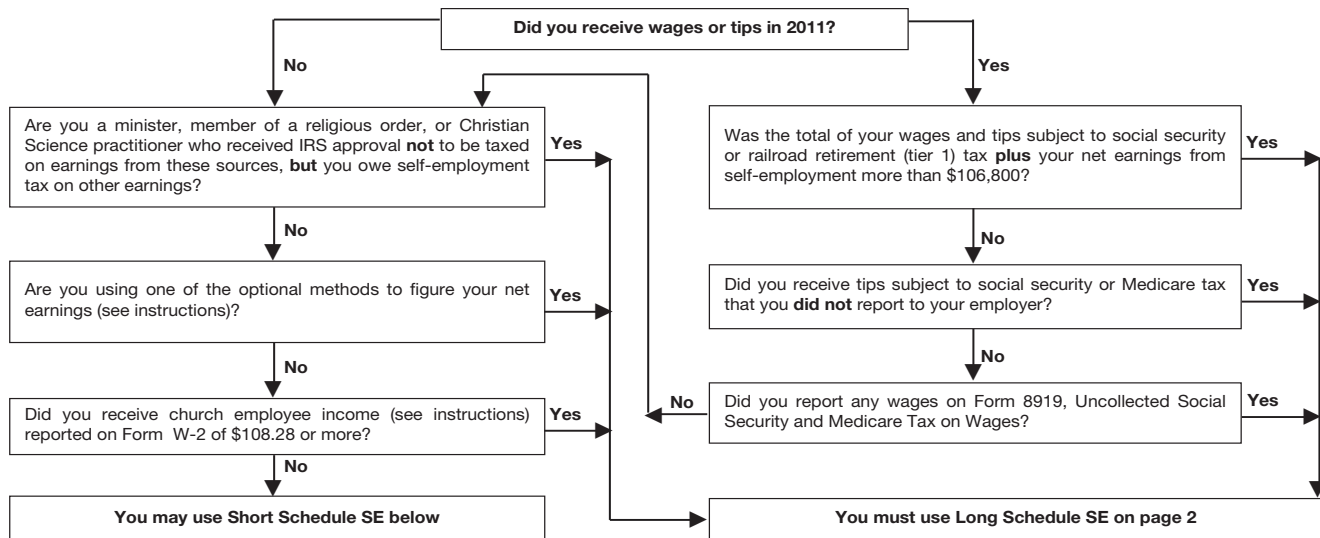 Did you receive wages or tips in 2011?
No
Yes
Are you a minister, member of a religious order, or Christian
Science practitioner who received IRS approval not to be taxed
on earnings from these sources, but you owe self-employment
tax on other earnings?
Yes
Was the total of your wages and tips subject to social security
or railroad retirement (tier 1) tax plus your net earnings from
self-employment more than $106,800?
Yes
No
No
Are you using one of the optional methods to figure your net
earnings (see instructions)?
Yes
Did you receive tips subject to social security or Medicare tax
that you did not report to your employer?
Yes
No
No
Did you receive church employee income (see instructions)
reported on Form W-2 of $108.28 or more?
Yes
No
Did you report any wages on Form 8919, Uncollected Social
Security and Medicare Tax on Wages?
Yes
No
You may use Short Schedule SE below
You must use Long Schedule SE on page 2